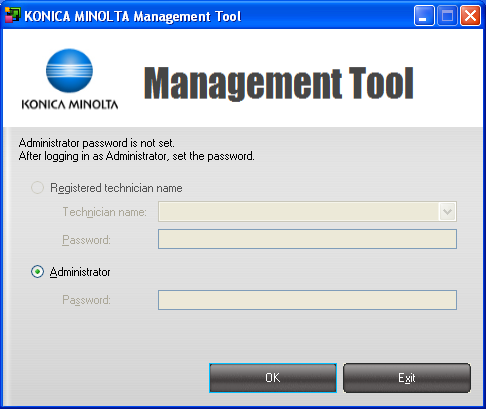 KONICA MINOLTA Management Tool
Management Tool
KONICA MINOLTA
Administrator password is not set.
After logging in as Administrator, set the password.
Registered technician name
Technician name:
Password:
Administrator
Password:
OK
Exit